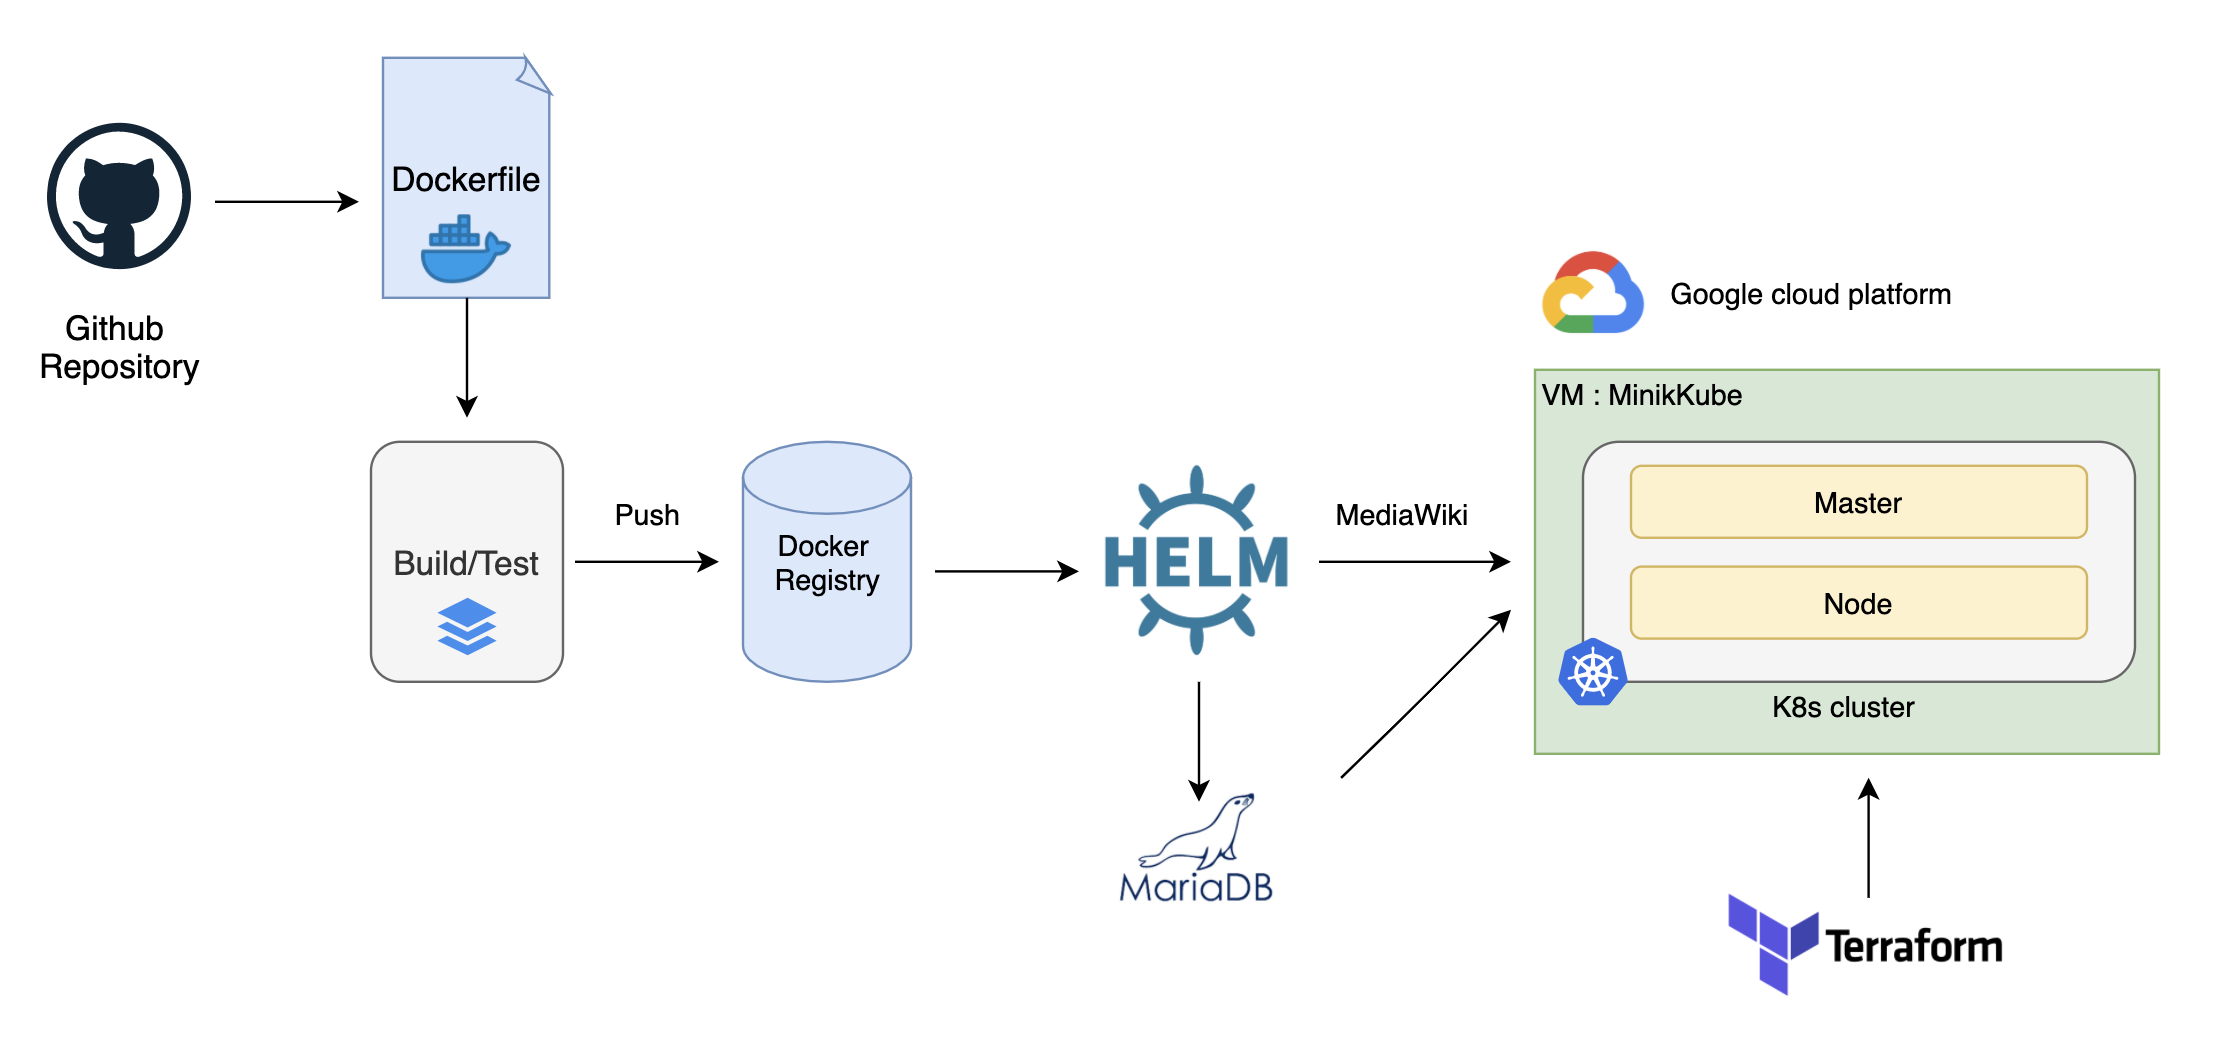 Dockerfile
Github
Repository
Google cloud platform
VM : MinikKube
Master
Push
MediaWiki
Docker
Registry
Build/Test
HELM
Node
K8s cluster
MariaDB
Terraform